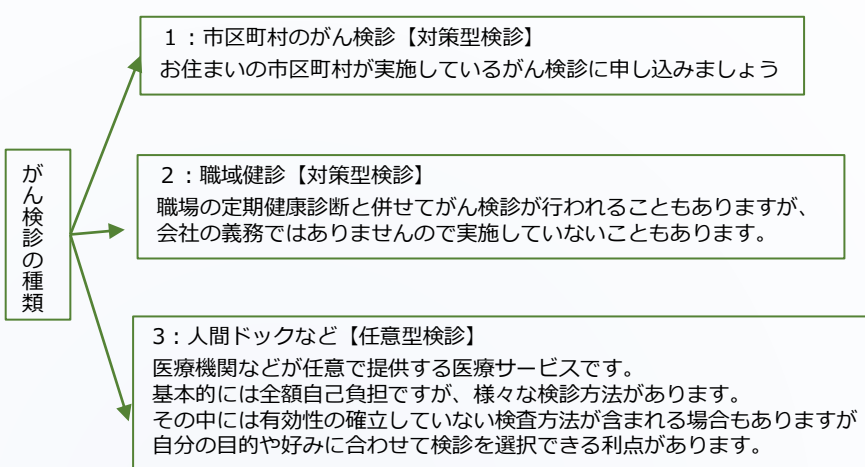 1：市区町村のがん検診【対策型検診】
お住まいの市区町村が実施しているがん検診に申し込みましょう
がん検診の種類
2：職域健診【対策型検診】
職場の定期健康診断と併せてがん検診が行われることもありますが、
会社の義務ではありませんので実施していないこともあります。
3：人間ドックなど【任意型検診】
医療機関などが任意で提供する医療サービスです。
基本的には全額自己負担ですが、様々な検診方法があります。
その中には有効性の確立していない検査方法が含まれる場合もありますが
自分の目的や好みに合わせて検診を選択できる利点があります。